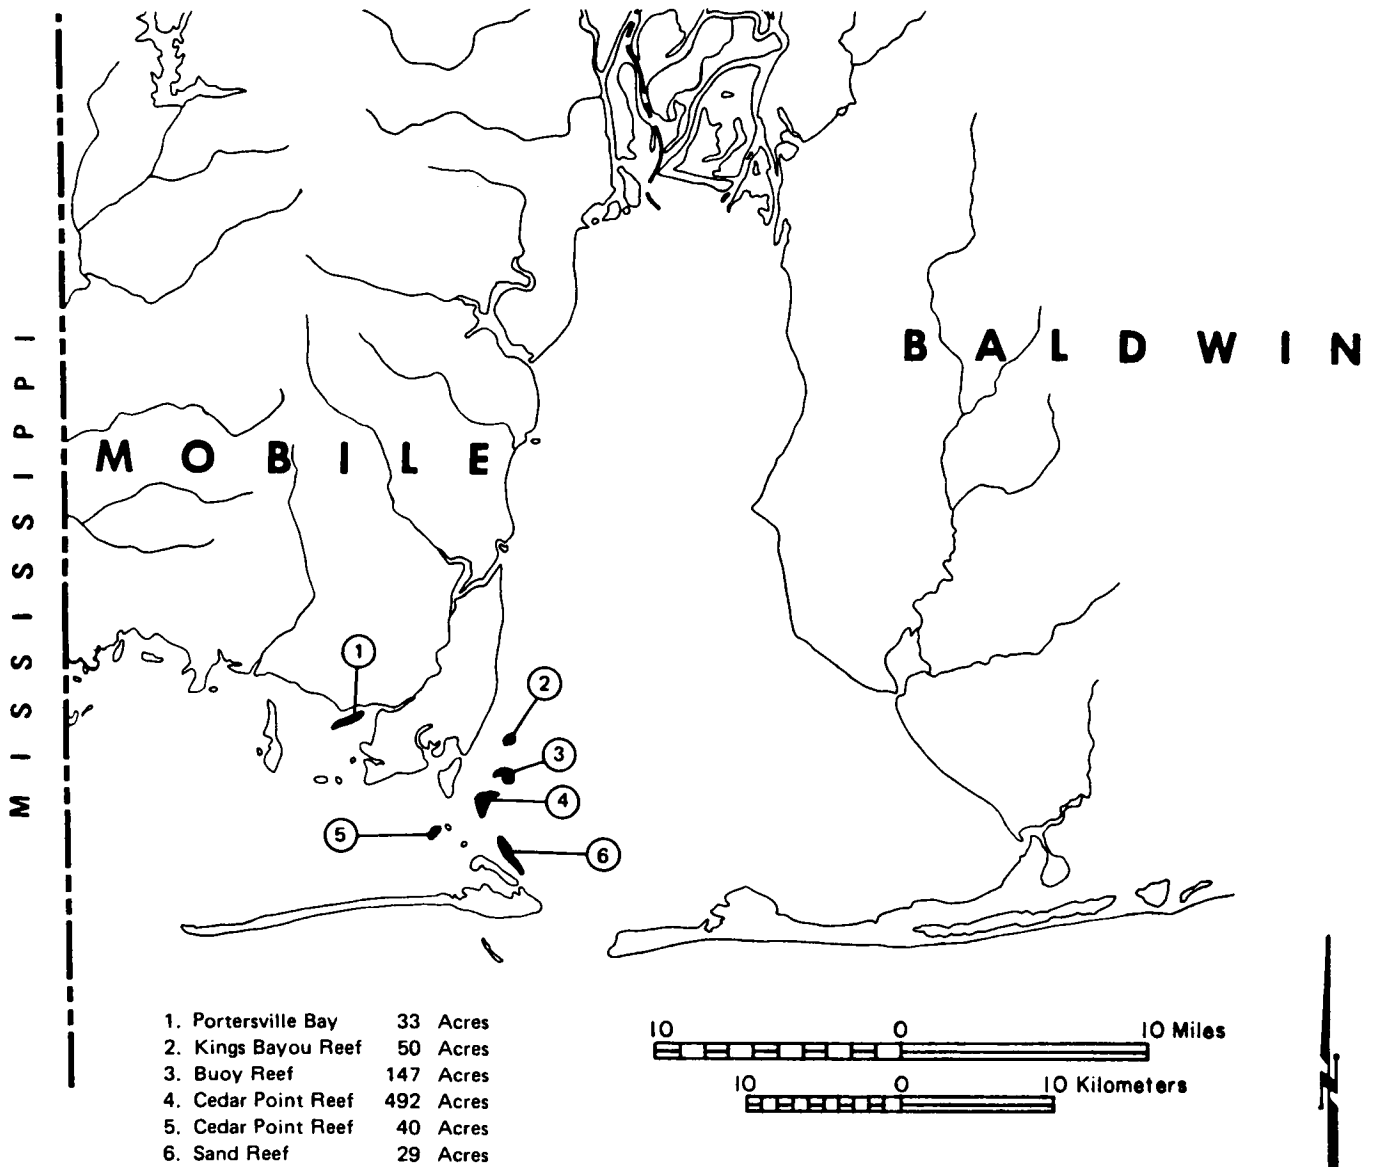 MISSISSIPPI
BALDWIN
MOBILE
1
2
3
4
5
6
1. Portersville Bay 33 Acres
2. Kings Bayou Reef 50 Acres
3. Buoy Reef 147 Acres
4. Cedar Point Reef 492 Acres
5. Cedar Point Reef 40 Acres
6. Sand Reef 29 Acres
10 0 10 Miles
10 0 10 Kilometers